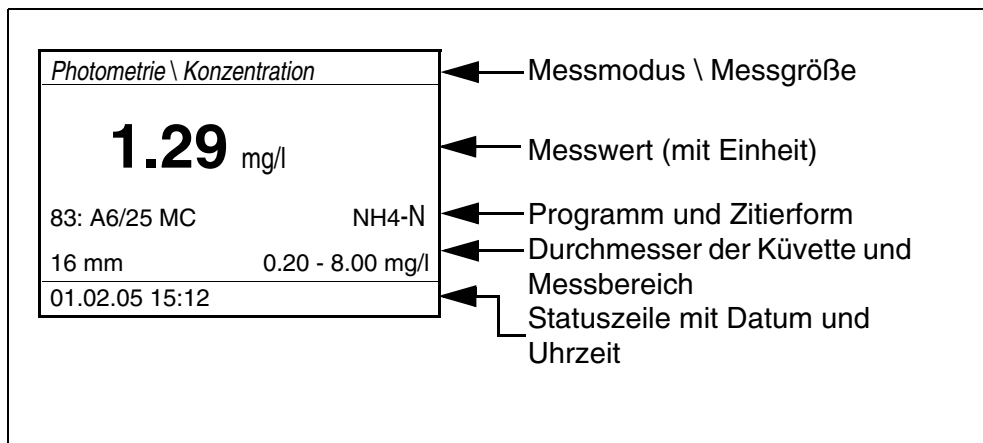 Photometrie \ Konzentration
Messmodus \ Messgröße
1.29 mg/l
Messwert (mit Einheit)
83: A6/25 MC NH4-N
Programm und Zitierform
16 mm 0.20 - 8.00 mg/l
Durchmesser der Küvette und
Messbereich
01.02.05 15:12
Statuszeile mit Datum und
Uhrzeit